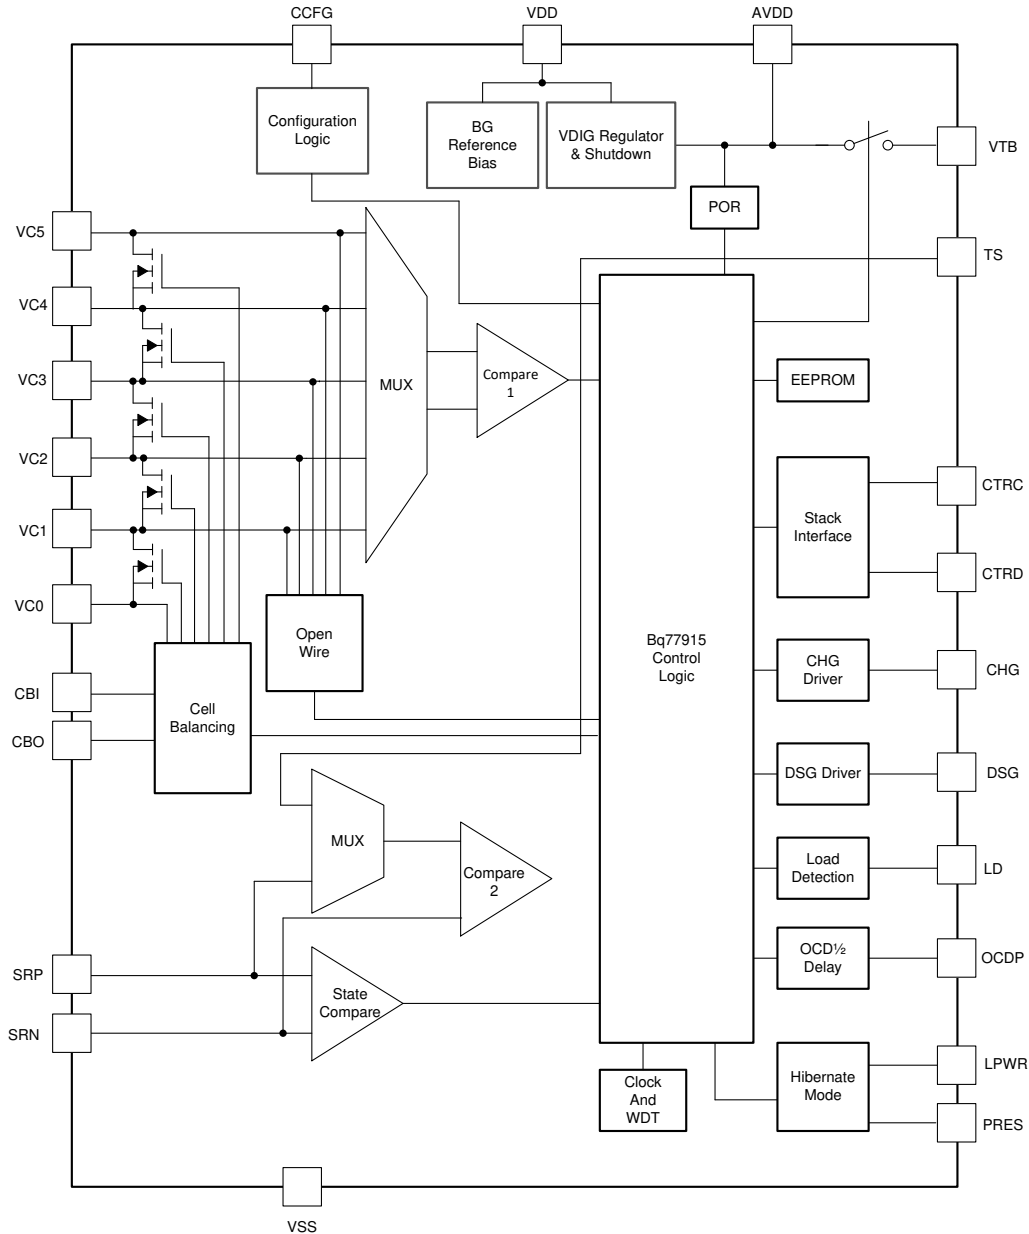 CCFG
VDD
AVDD
Configuration
Logic
BG
Reference
Bias
VDIG Regulator
& Shutdown
VTB
POR
VC5
TS
VC4
VC3
MUX
Compare
1
EEPROM
VC2
CTRC
VC1
Stack
Interface
CTRD
VC0
Open
Wire
Bq77915
Control
Logic
CHG
Driver
CHG
CBI
Cell
Balancing
CBO
DSG Driver
DSG
MUX
Compare
2
Load
Detection
LD
OCD½
Delay
OCDP
SRP
State
Compare
SRN
Clock
And
WDT
Hibernate
Mode
LPWR
PRES
VSS